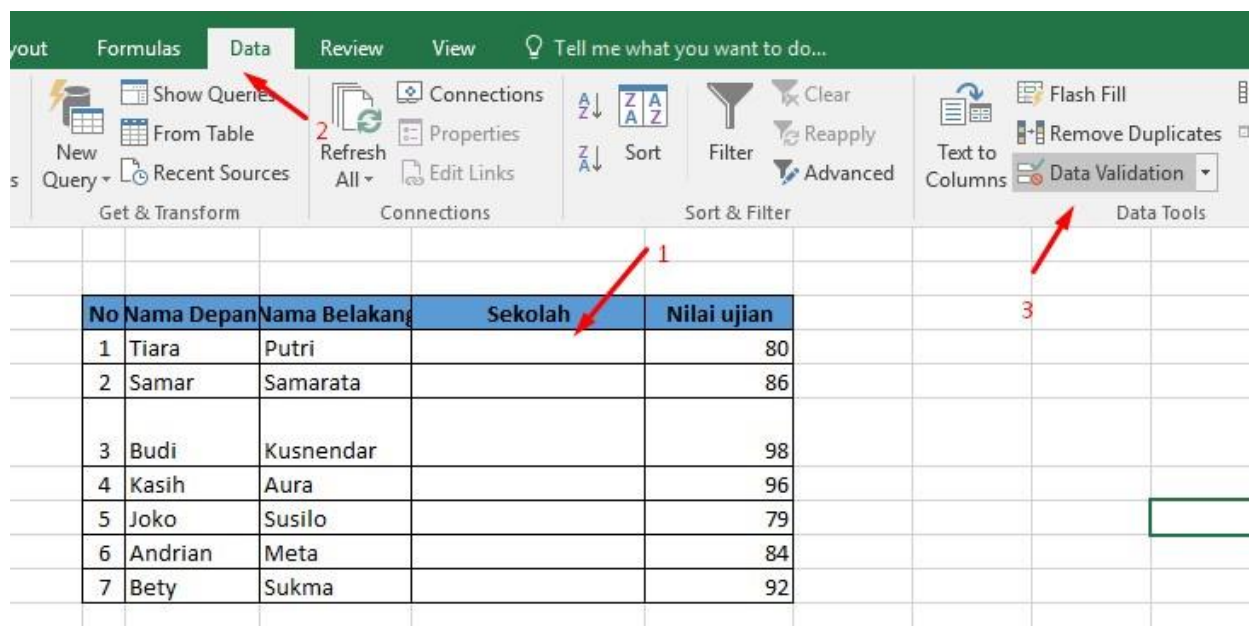 yout Formulas Data Review View Tell me what you want to do...
Show Queries Connections Clear Flash Fill
2 From Table Properties Reapply Remove Duplicates
New Query Recent Sources Refresh All Edit Links Sort Filter Advanced Text to Columns Data Validation
s
Get & Transform Connections Sort & Filter Data Tools
1
3
No Nama Depan Nama Belakang Sekolah Nilai ujian
1 Tiara Putri 80
2 Samar Samarata 86
3 Budi Kusnendar 98
4 Kasih Aura 96
5 Joko Susilo 79
6 Andrian Meta 84
7 Bety Sukma 92